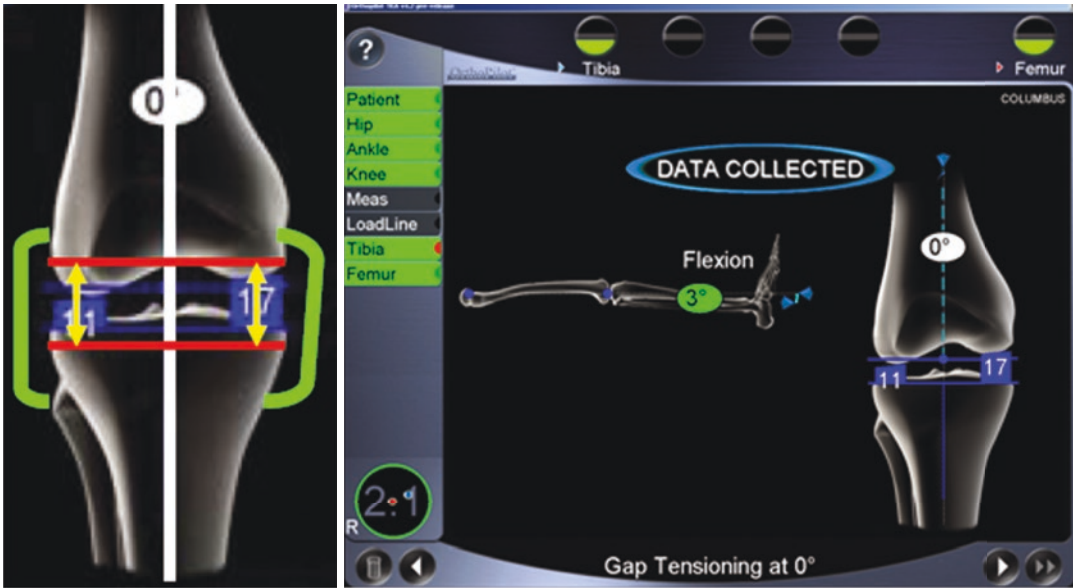 0°
11
17
?
OrthoPilot
Tibia
Femur
COLUMBUS
Patient
Hip
Ankle
Knee
Meas
LoadLine
Tibia
Femur
DATA COLLECTED
Flexion
3°
0°
11
17
2:1
R
Gap Tensioning at 0°